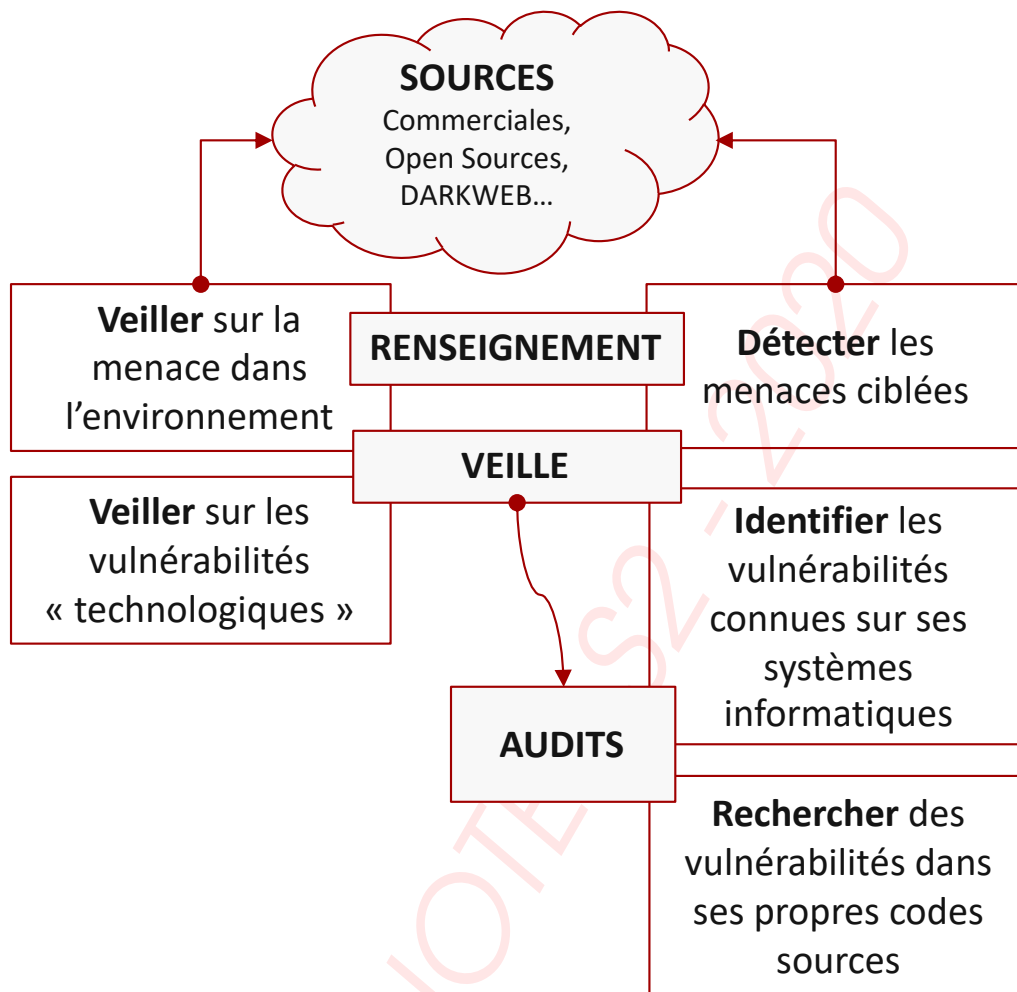 SOURCES
Commerciales,
Open Sources,
DARKWEB…
Veiller sur la
menace dans
l’environnement
RENSEIGNEMENT
Détecter les
menaces ciblées
VEILLE
Veiller sur les
vulnérabilités
« technologiques »
Identifier les
vulnérabilités
connues sur ses
systèmes
informatiques
AUDITS
Rechercher des
vulnérabilités dans
ses propres codes
sources
S2 - 2020